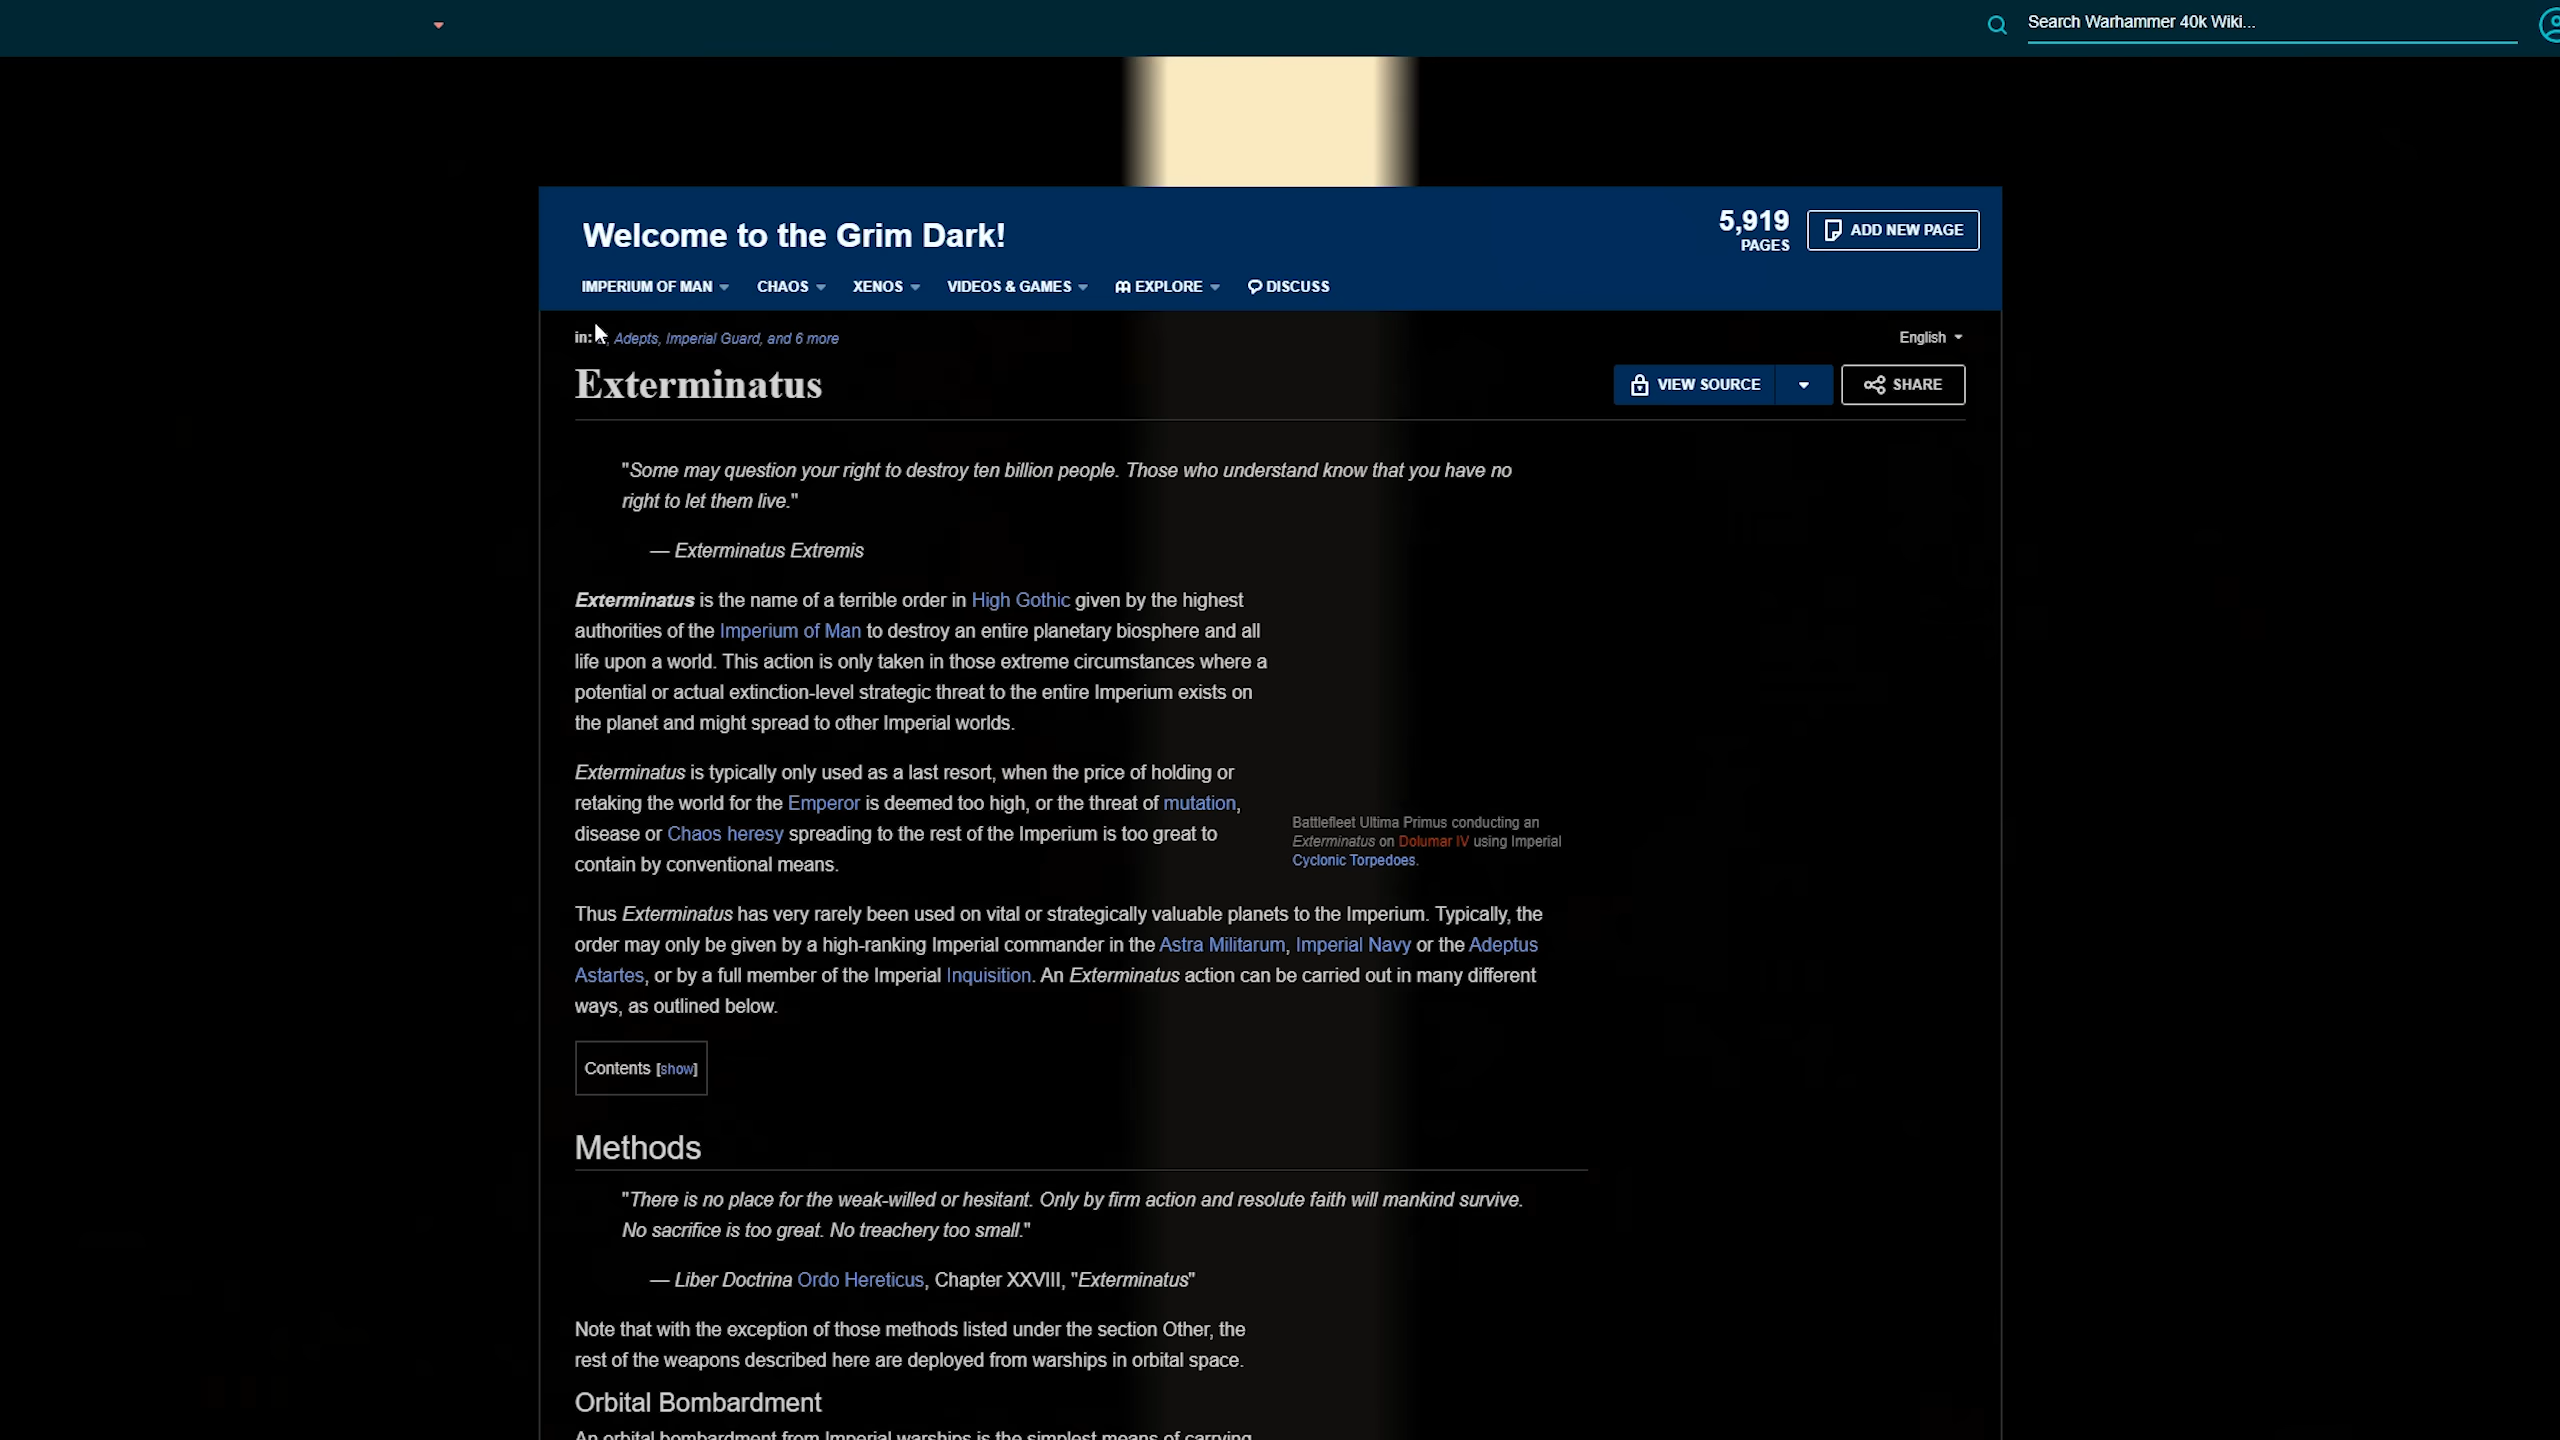 Search Warhammer 40k Wiki...
Welcome to the Grim Dark!
5,919
PAGES
ADD NEW PAGE
IMPERIUM OF MAN
CHAOS
XENOS
VIDEOS & GAMES
EXPLORE
DISCUSS
in: , Adepts, Imperial Guard, and 6 more
English
Exterminatus
VIEW SOURCE
SHARE
"Some may question your right to destroy ten billion people. Those who understand know that you have no
right to let them live."
— Exterminatus Extremis
Exterminatus is the name of a terrible order in High Gothic given by the highest
authorities of the Imperium of Man to destroy an entire planetary biosphere and all
life upon a world. This action is only taken in those extreme circumstances where a
potential or actual extinction-level strategic threat to the entire Imperium exists on
the planet and might spread to other Imperial worlds.
Exterminatus is typically only used as a last resort, when the price of holding or
retaking the world for the Emperor is deemed too high, or the threat of mutation,
disease or Chaos heresy spreading to the rest of the Imperium is too great to
contain by conventional means.
Battlefleet Ultima Primus conducting an
Exterminatus on Dolumar IV using Imperial
Cyclonic Torpedoes.
Thus Exterminatus has very rarely been used on vital or strategically valuable planets to the Imperium. Typically, the
order may only be given by a high-ranking Imperial commander in the Astra Militarum, Imperial Navy or the Adeptus
Astartes, or by a full member of the Imperial Inquisition. An Exterminatus action can be carried out in many different
ways, as outlined below.
Contents [show]
Methods
"There is no place for the weak-willed or hesitant. Only by firm action and resolute faith will mankind survive.
No sacrifice is too great. No treachery too small."
— Liber Doctrina Ordo Hereticus, Chapter XXVIII, "Exterminatus"
Note that with the exception of those methods listed under the section Other, the
rest of the weapons described here are deployed from warships in orbital space.
Orbital Bombardment
An orbital bombardment from Imperial warships is the simplest means of carrying